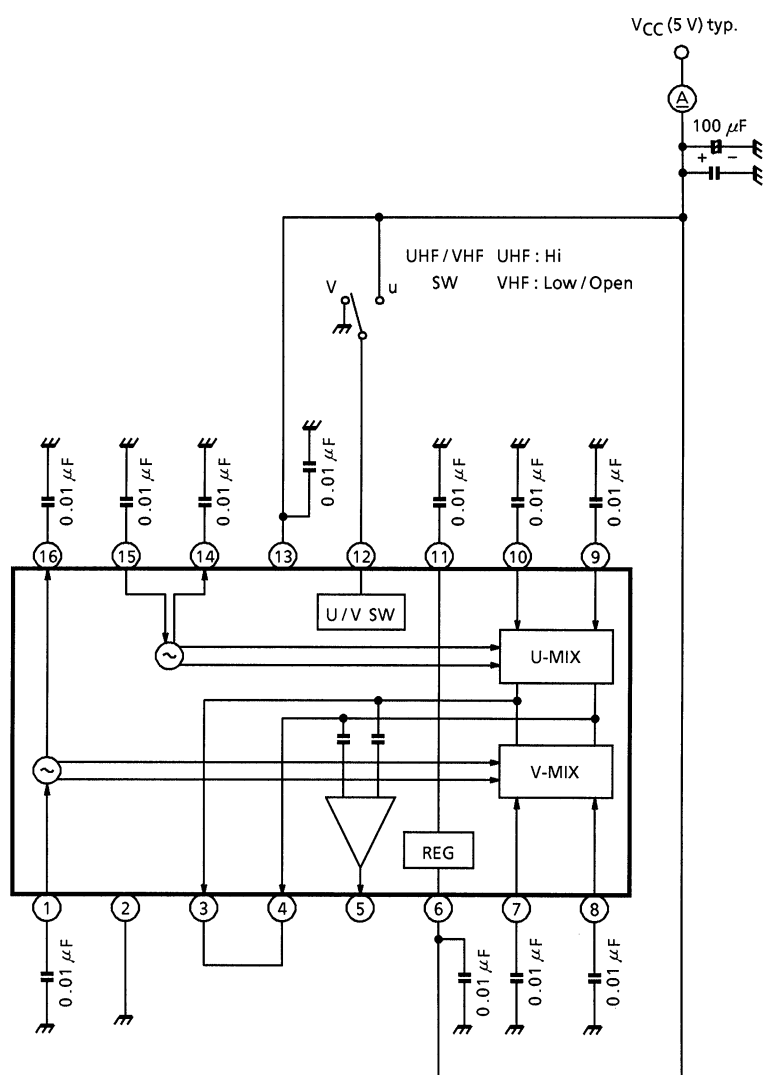 VCC (5 V) typ.
A
100 μF
+ −
UHF / VHF UHF : Hi
SW VHF : Low / Open
V
u
0.01 μF
0.01 μF
0.01 μF
0.01 μF
0.01 μF
0.01 μF
0.01 μF
16
15
14
13
12
11
10
9
U / V SW
U-MIX
V-MIX
REG
1
2
3
4
5
6
7
8
0.01 μF
0.01 μF
0.01 μF
0.01 μF